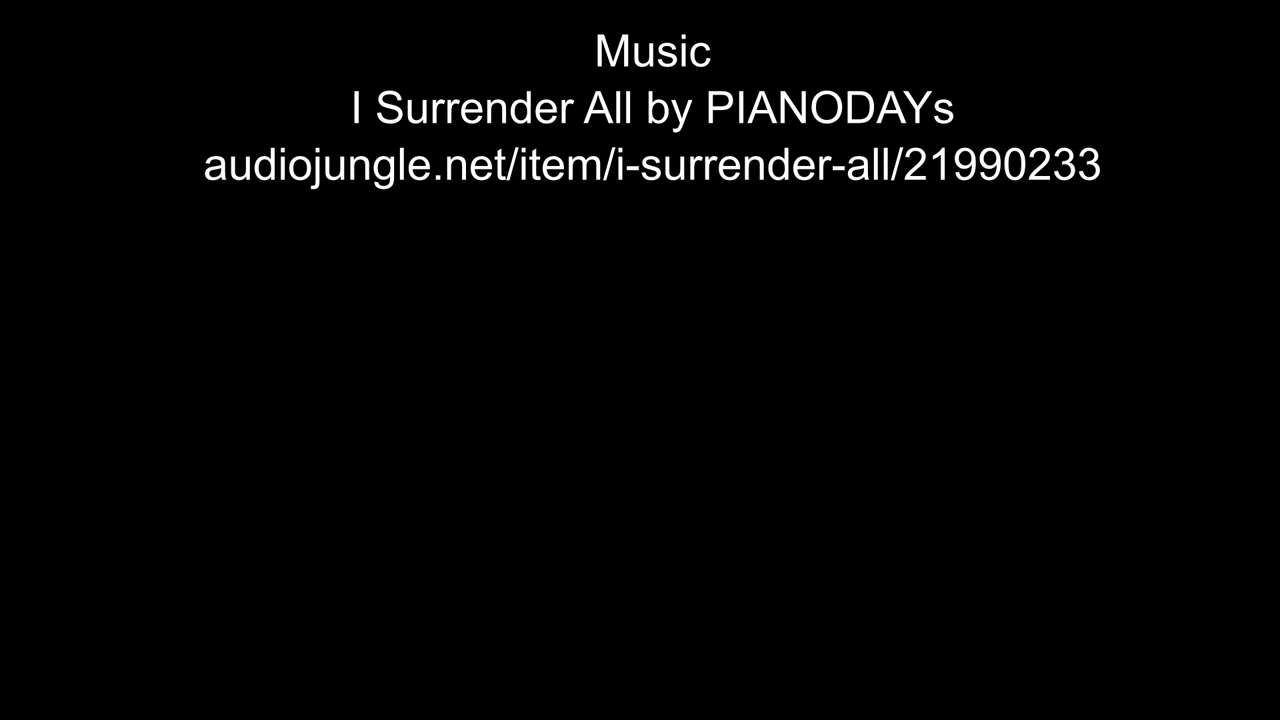 Music
I Surrender All by PIANODAYs
audiojungle.net/item/i-surrender-all/21990233